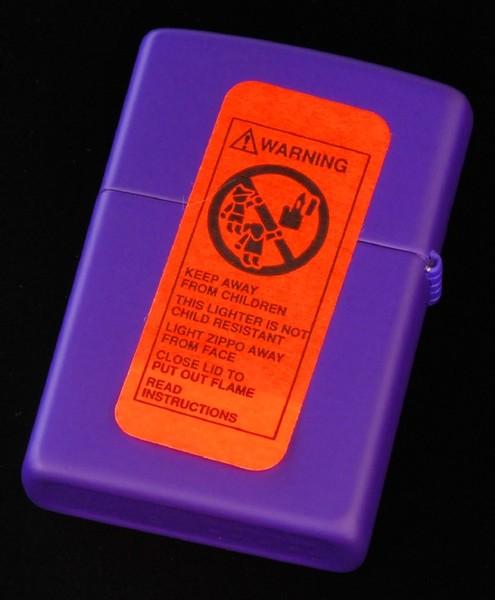 WARNING
KEEP AWAY
FROM CHILDREN
THIS LIGHTER IS NOT
CHILD RESISTANT
LIGHT ZIPPO AWAY
FROM FACE
CLOSE LID TO
PUT OUT FLAME
READ
INSTRUCTIONS